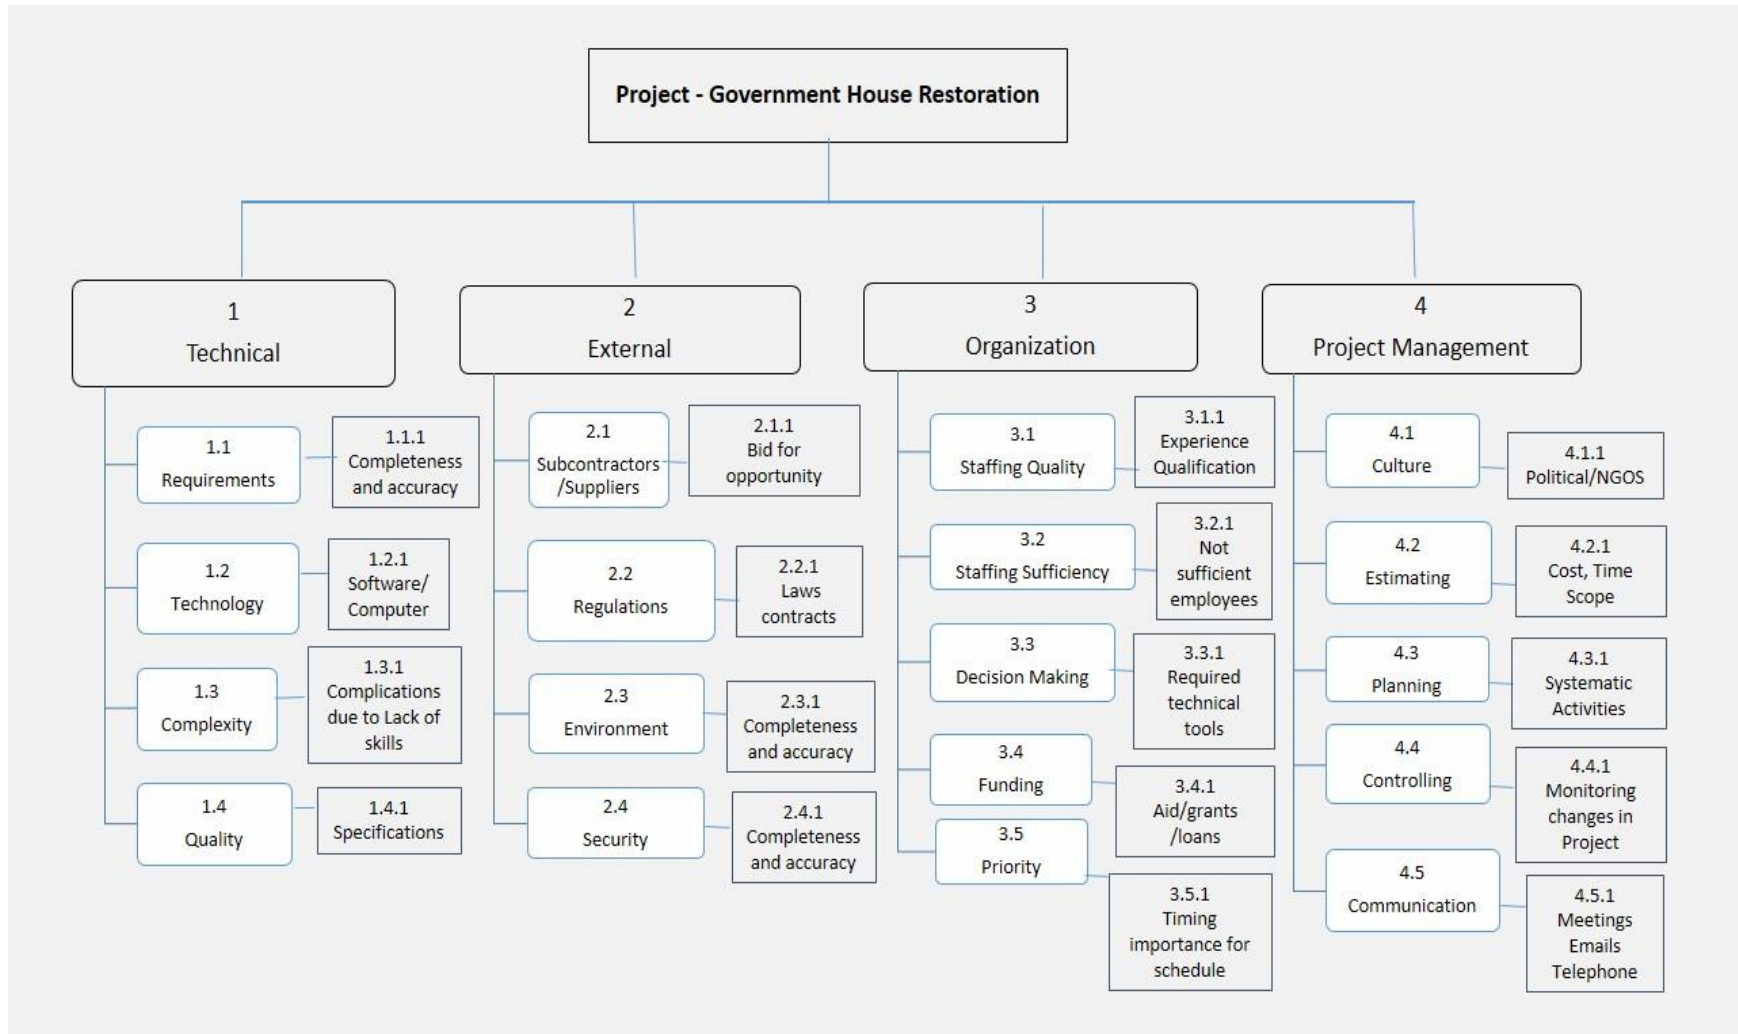 Project - Government House Restoration
1
Technical
1.1
Requirements
1.1.1
Completeness
and accuracy
1.2
Technology
1.2.1
Software/
Computer
1.3
Complexity
1.3.1
Complications
due to Lack of
skills
1.4
Quality
1.4.1
Specifications
2
External
2.1
Subcontractors
/Suppliers
2.1.1
Bid for
opportunity
2.2
Regulations
2.2.1
Laws
contracts
2.3
Environment
2.3.1
Completeness
and accuracy
2.4
Security
2.4.1
Completeness
and accuracy
3
Organization
3.1
Staffing Quality
3.1.1
Experience
Qualification
3.2
Staffing Sufficiency
3.2.1
Not
sufficient
employees
3.3
Decision Making
3.3.1
Required
technical
tools
3.4
Funding
3.4.1
Aid/grants
/loans
3.5
Priority
3.5.1
Timing
importance for
schedule
4
Project Management
4.1
Culture
4.1.1
Political/NGOS
4.2
Estimating
4.2.1
Cost, Time
Scope
4.3
Planning
4.3.1
Systematic
Activities
4.4
Controlling
4.4.1
Monitoring
changes in
Project
4.5
Communication
4.5.1
Meetings
Emails
Telephone